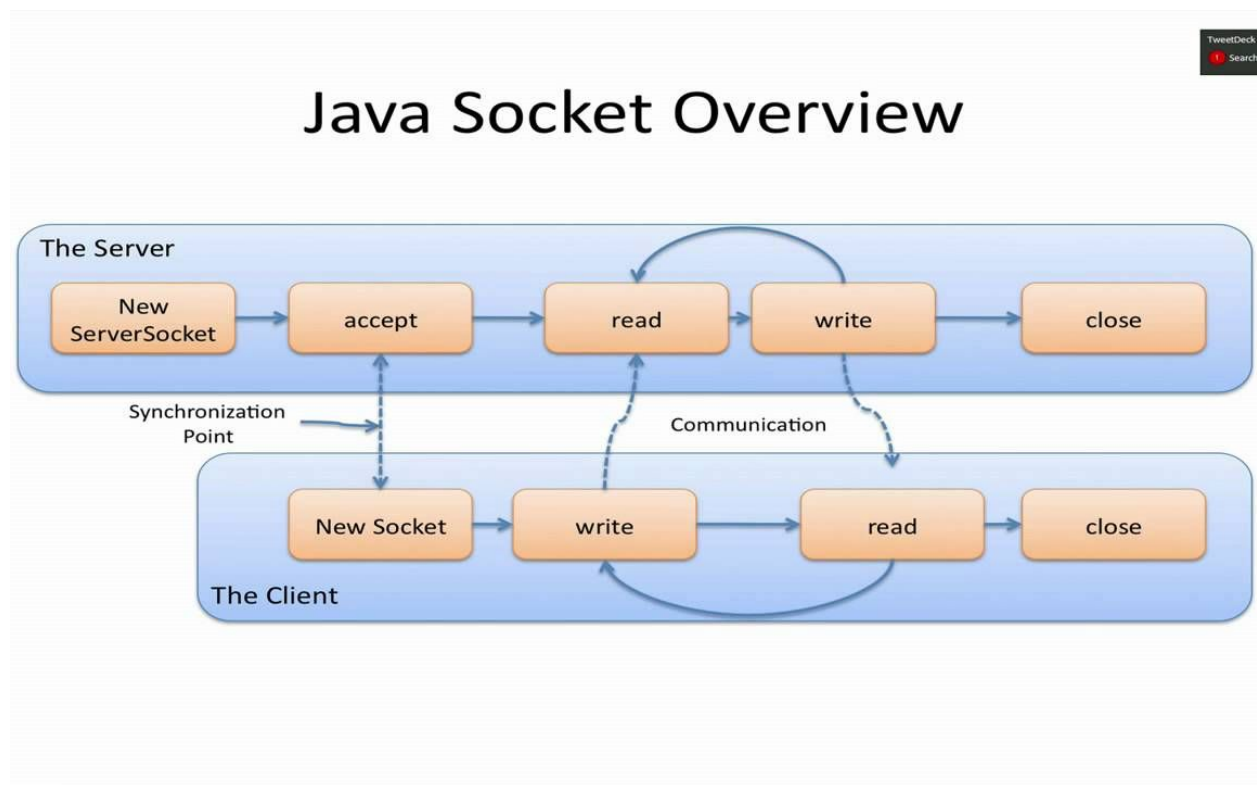 TweetDeck
1 Search
Java Socket Overview
The Server
New
ServerSocket
accept
read
write
close
Synchronization
Point
Communication
New Socket
write
read
close
The Client